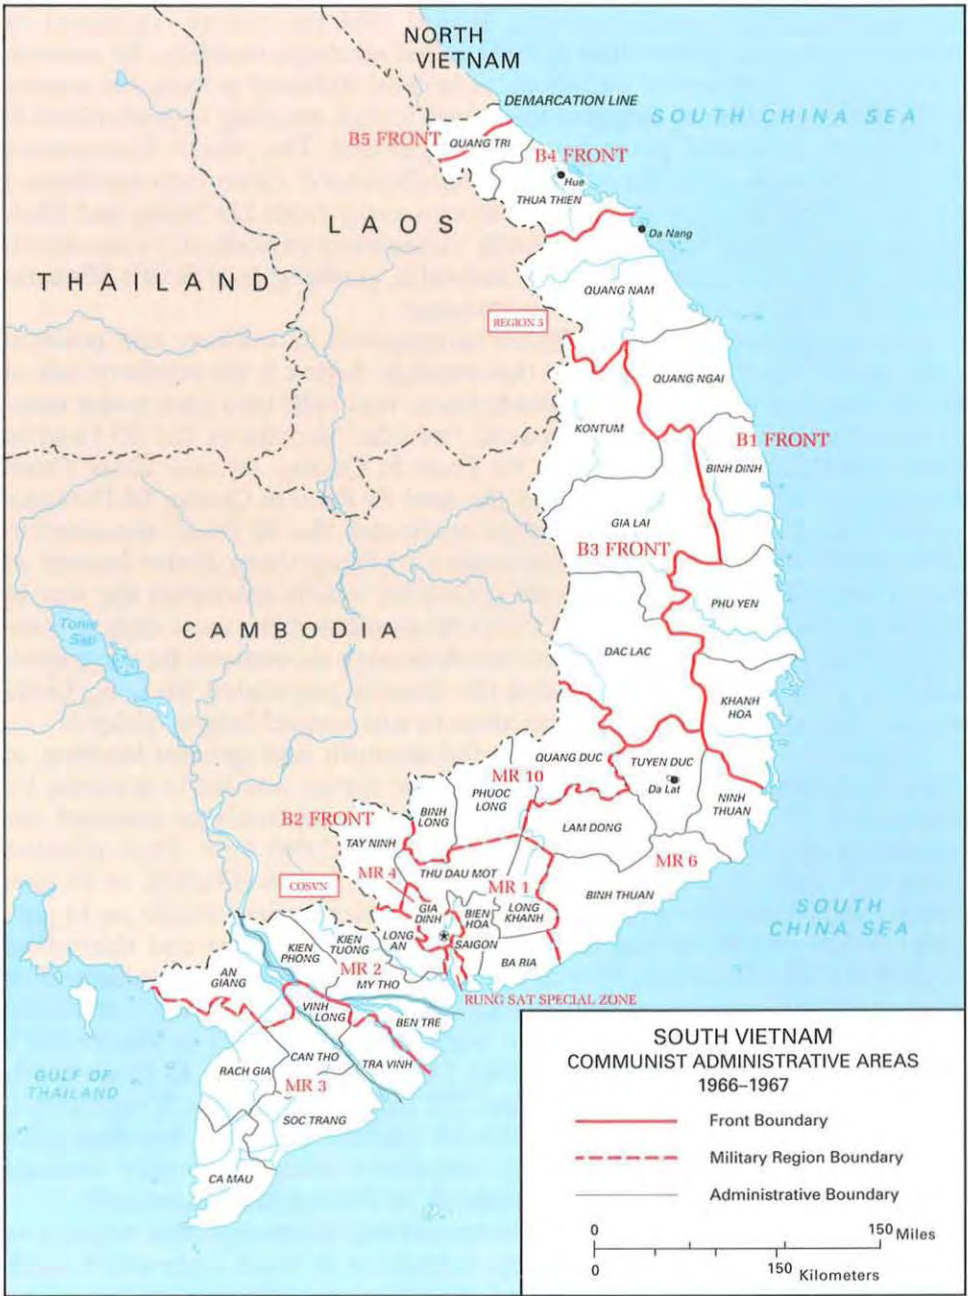 NORTH
VIETNAM
DEMARCATION LINE
SOUTH CHINA SEA
B5 FRONT
QUANG TRI
B4 FRONT
Hue
THUA THIEN
LAOS
Da Nang
THAILAND
QUANG NAM
REGION 5
QUANG NGAI
KONTUM
B1 FRONT
BINH DINH
GIA LAI
B3 FRONT
PHU YEN
Tonle
Sap
CAMBODIA
DAC LAC
KHANH
HOA
QUANG DUC
TUYEN DUC
MR 10
Da Lat
PHUOC
LONG
NINH
THUAN
BINH
LONG
B2 FRONT
LAM DONG
TAY NINH
MR 6
THU DAU MOT
MR 4
MR 1
COSVN
BINH THUAN
GIA
DINH
BIEN
HOA
LONG
KHANH
SOUTH
CHINA SEA
LONG
AN
SAIGON
KIEN
TUONG
KIEN
PHONG
BA RIA
AN
GIANG
MR 2
MY THO
RUNG SAT SPECIAL ZONE
VINH
LONG
BEN TRE
CAN THO
TRA VINH
RACH GIA
MR 3
GULF OF
THAILAND
SOC TRANG
CA MAU
SOUTH VIETNAM
COMMUNIST ADMINISTRATIVE AREAS
1966–1967
Front Boundary
Military Region Boundary
Administrative Boundary
0 150 Miles
0 150 Kilometers